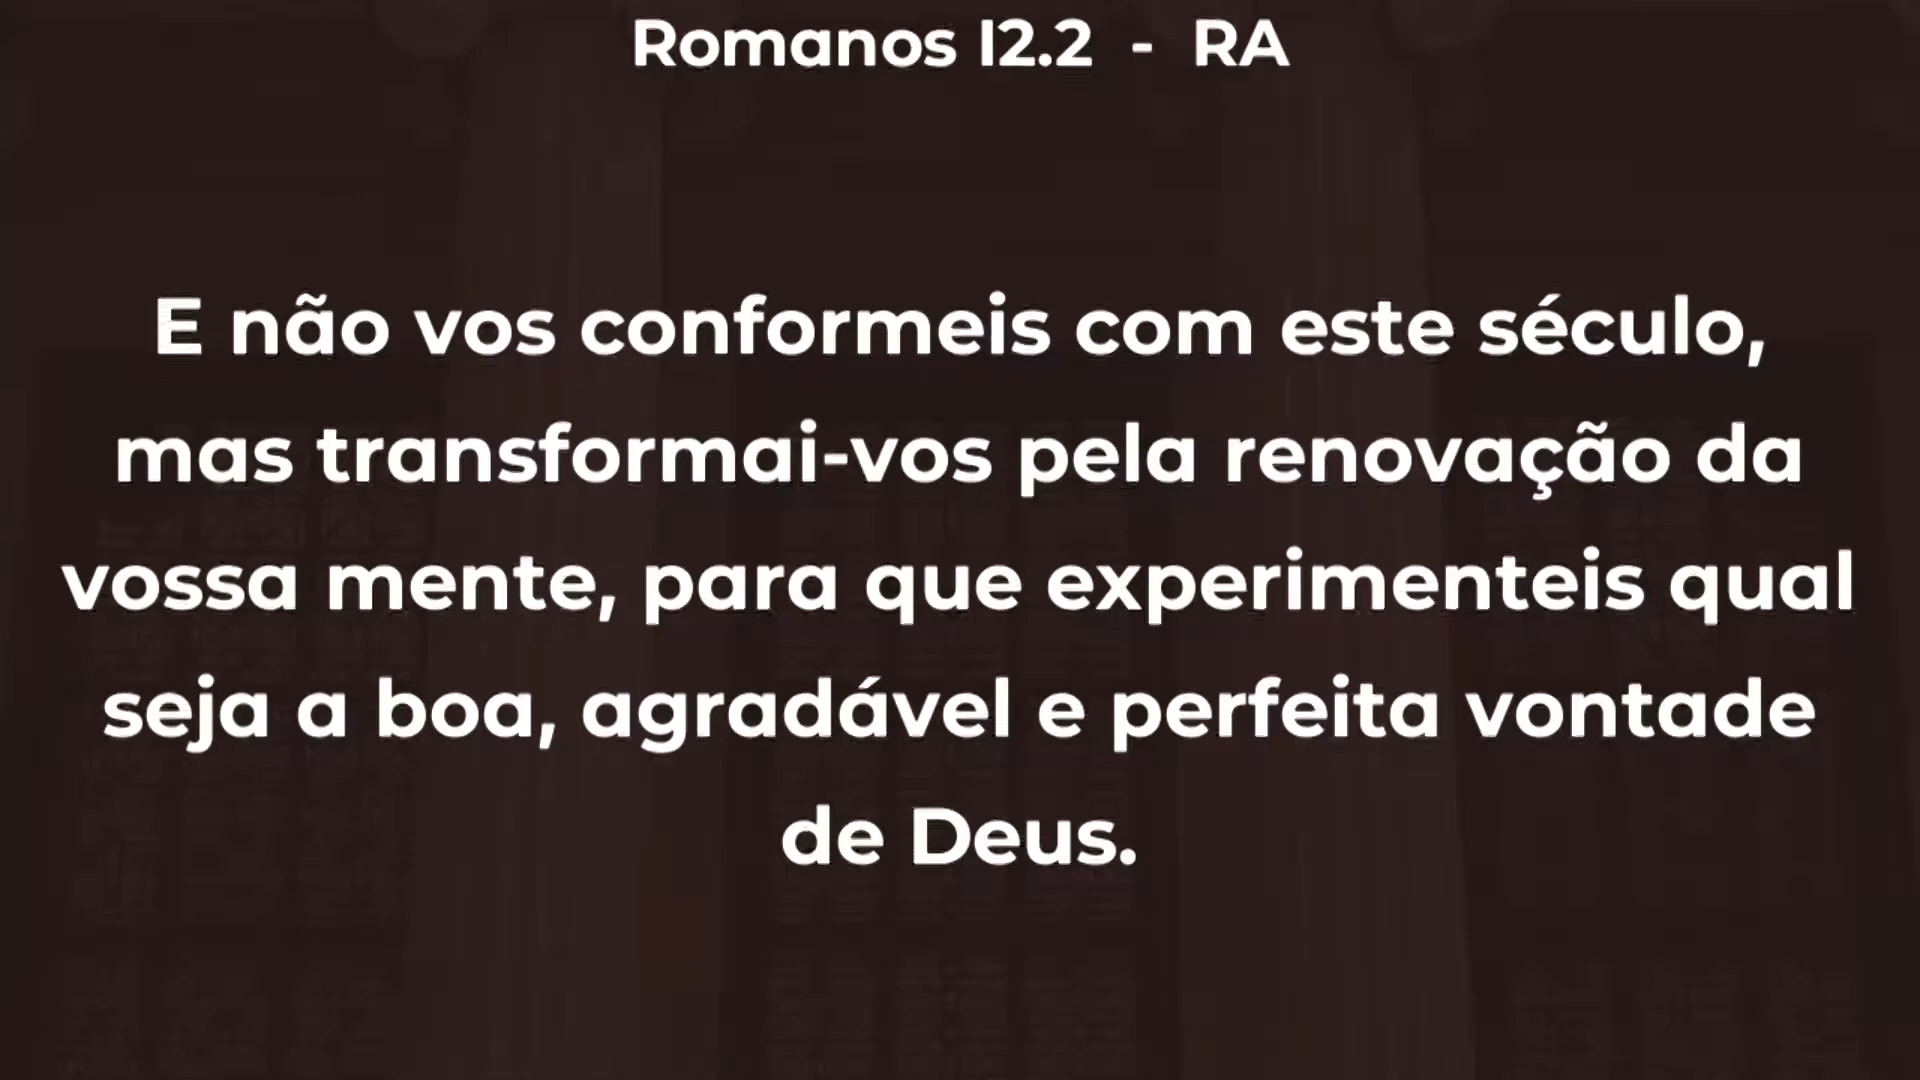 Romanos 12.2 - RA
E não vos conformeis com este século,
mas transformai-vos pela renovação da
vossa mente, para que experimenteis qual
seja a boa, agradável e perfeita vontade
de Deus.